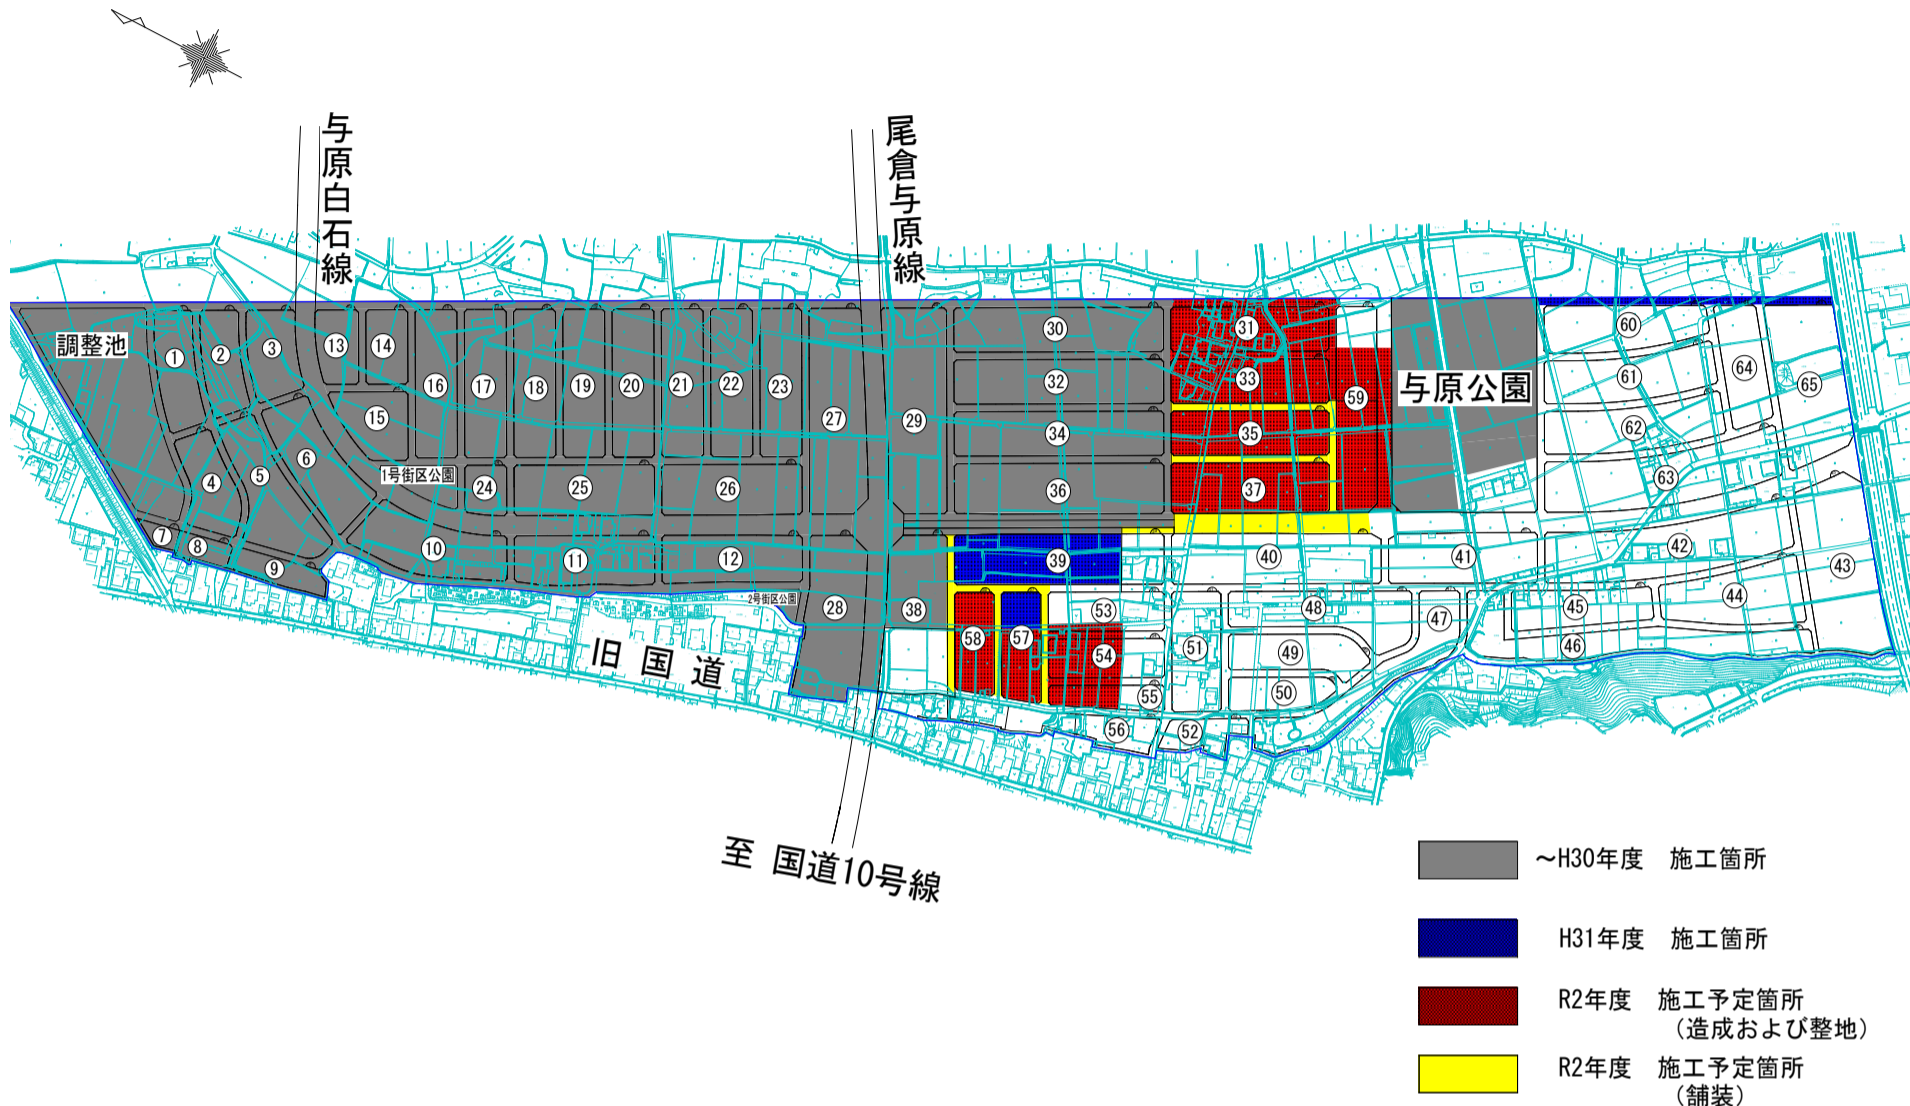 与原白石線
尾倉与原線
調整池
与原公園
1号街区公園
2号街区公園
旧国道
至 国道10号線
① ② ③ ⑬ ⑭ ⑯ ⑰ ⑱ ⑲ ⑳ ㉑ ㉒ ㉓ ㉗ ㉙ ㉚ ㉛ 60
⑮ ㉜ ㉝ 59 61 64 65
④ ⑤ ⑥ ㉔ ㉕ ㉖ ㉞ ㉟ 62
㊱ ㊲ 63
⑦ ⑧ ⑨ ⑩ ⑪ ⑫ ㊴ ㊵ ㊶ ㊷ ㊸
㉘ ㊳ 53 ㊽ ㊼ ㊺ ㊹
58 57 54 51 ㊾ ㊻
55 ㊿
56 52
～H30年度 施工箇所
H31年度 施工箇所
R2年度 施工予定箇所
（造成および整地）
R2年度 施工予定箇所
（舗装）